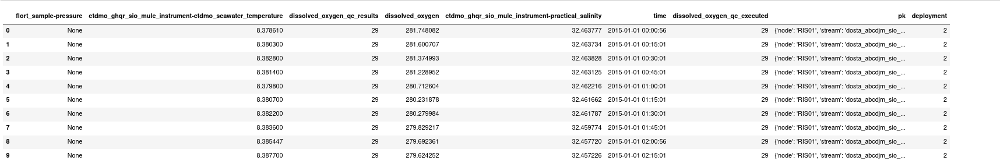 flort_sample-pressure ctdmo_ghqr_sio_mule_instrument-ctdmo_seawater_temperature dissolved_oxygen_qc_results dissolved_oxygen ctdmo_ghqr_sio_mule_instrument-practical_salinity time dissolved_oxygen_qc_executed pk deployment
0 None 8.378610 29 281.748082 32.463777 2015-01-01 00:00:56 29 {'node': 'RIS01', 'stream': 'dosta_abcdjm_sio_... 2
1 None 8.380300 29 281.600707 32.463734 2015-01-01 00:15:01 29 {'node': 'RIS01', 'stream': 'dosta_abcdjm_sio_... 2
2 None 8.382800 29 281.374993 32.463828 2015-01-01 00:30:01 29 {'node': 'RIS01', 'stream': 'dosta_abcdjm_sio_... 2
3 None 8.381400 29 281.228952 32.463125 2015-01-01 00:45:01 29 {'node': 'RIS01', 'stream': 'dosta_abcdjm_sio_... 2
4 None 8.379800 29 280.712604 32.462216 2015-01-01 01:00:01 29 {'node': 'RIS01', 'stream': 'dosta_abcdjm_sio_... 2
5 None 8.380700 29 280.231878 32.461662 2015-01-01 01:15:01 29 {'node': 'RIS01', 'stream': 'dosta_abcdjm_sio_... 2
6 None 8.382200 29 280.279984 32.461787 2015-01-01 01:30:01 29 {'node': 'RIS01', 'stream': 'dosta_abcdjm_sio_... 2
7 None 8.383600 29 279.829217 32.459774 2015-01-01 01:45:01 29 {'node': 'RIS01', 'stream': 'dosta_abcdjm_sio_... 2
8 None 8.385447 29 279.692361 32.457720 2015-01-01 02:00:56 29 {'node': 'RIS01', 'stream': 'dosta_abcdjm_sio_... 2
9 None 8.387700 29 279.624252 32.457226 2015-01-01 02:15:01 29 {'node': 'RIS01', 'stream': 'dosta_abcdjm_sio_... 2